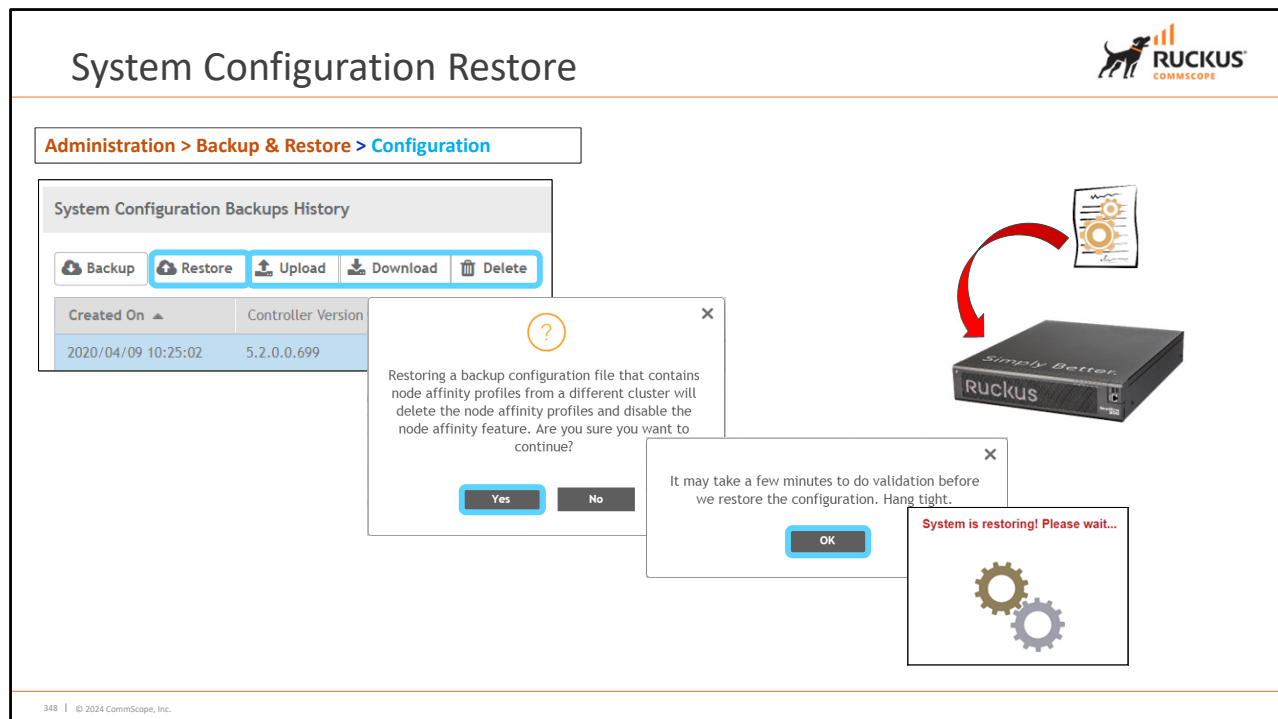 System Configuration Restore
RUCKUS
COMMSCOPE
Administration > Backup & Restore > Configuration
System Configuration Backups History
Backup Restore Upload Download Delete
Created On Controller Version
2020/04/09 10:25:02 5.2.0.0.699
?
Restoring a backup configuration file that contains
node affinity profiles from a different cluster will
delete the node affinity profiles and disable the
node affinity feature. Are you sure you want to
continue?
Yes No
It may take a few minutes to do validation before
we restore the configuration. Hang tight.
OK
System is restoring! Please wait...
Simply Better.
Ruckus
348 | © 2024 CommScope, Inc.